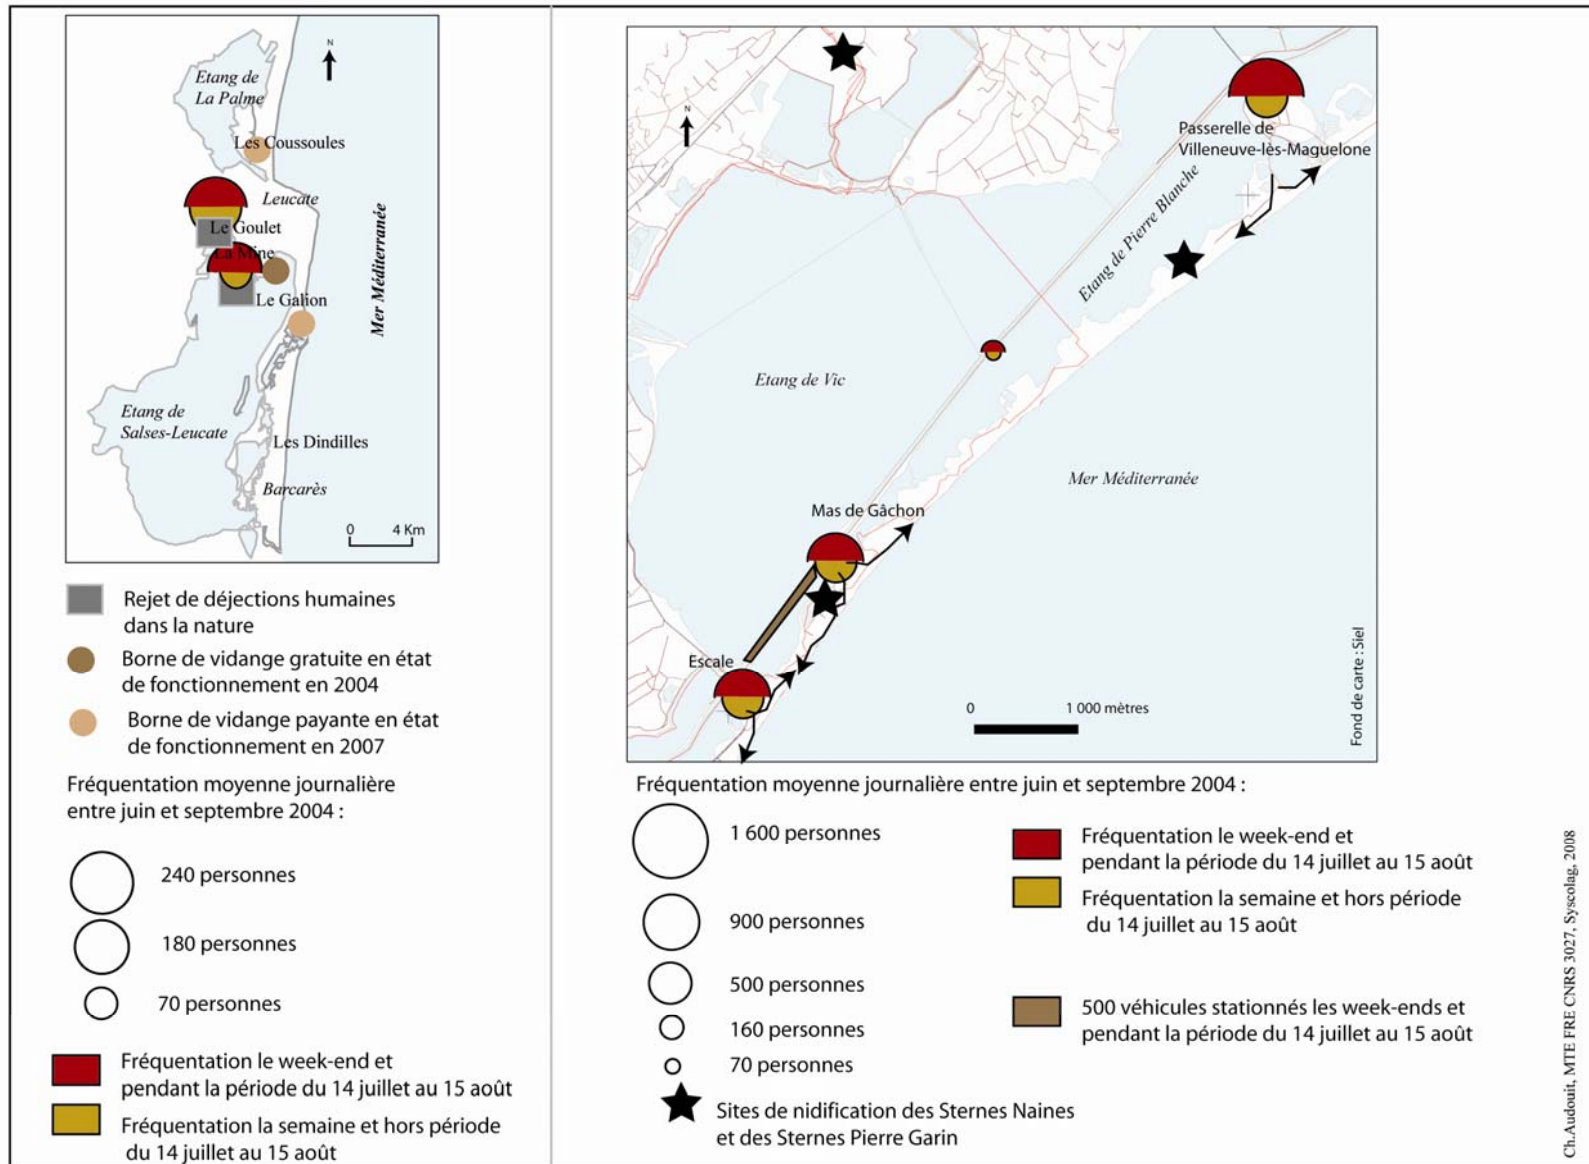 N
Etang de
La Palme
Les Coussoules
Leucate
Le Goulet
La Mine
Le Galion
Mer Méditerranée
Etang de
Salses-Leucate
Les Dindilles
Barcarès
0 4 Km
Rejet de déjections humaines
dans la nature
Borne de vidange gratuite en état
de fonctionnement en 2004
Borne de vidange payante en état
de fonctionnement en 2007
Fréquentation moyenne journalière
entre juin et septembre 2004 :
240 personnes
180 personnes
70 personnes
Fréquentation le week-end et
pendant la période du 14 juillet au 15 août
Fréquentation la semaine et hors période
du 14 juillet au 15 août
N
Passerelle de
Villeneuve-lès-Maguelone
Etang de Pierre Blanche
Etang de Vic
Mer Méditerranée
Mas de Gâchon
Escale
0 1 000 mètres
Fond de carte : Siel
Fréquentation moyenne journalière entre juin et septembre 2004 :
1 600 personnes
900 personnes
500 personnes
160 personnes
70 personnes
Sites de nidification des Sternes Naines
et des Sternes Pierre Garin
Fréquentation le week-end et
pendant la période du 14 juillet au 15 août
Fréquentation la semaine et hors période
du 14 juillet au 15 août
500 véhicules stationnés les week-ends et
pendant la période du 14 juillet au 15 août
Ch.Audouit, MTE FRE CNRS 3027, Syscolag, 2008